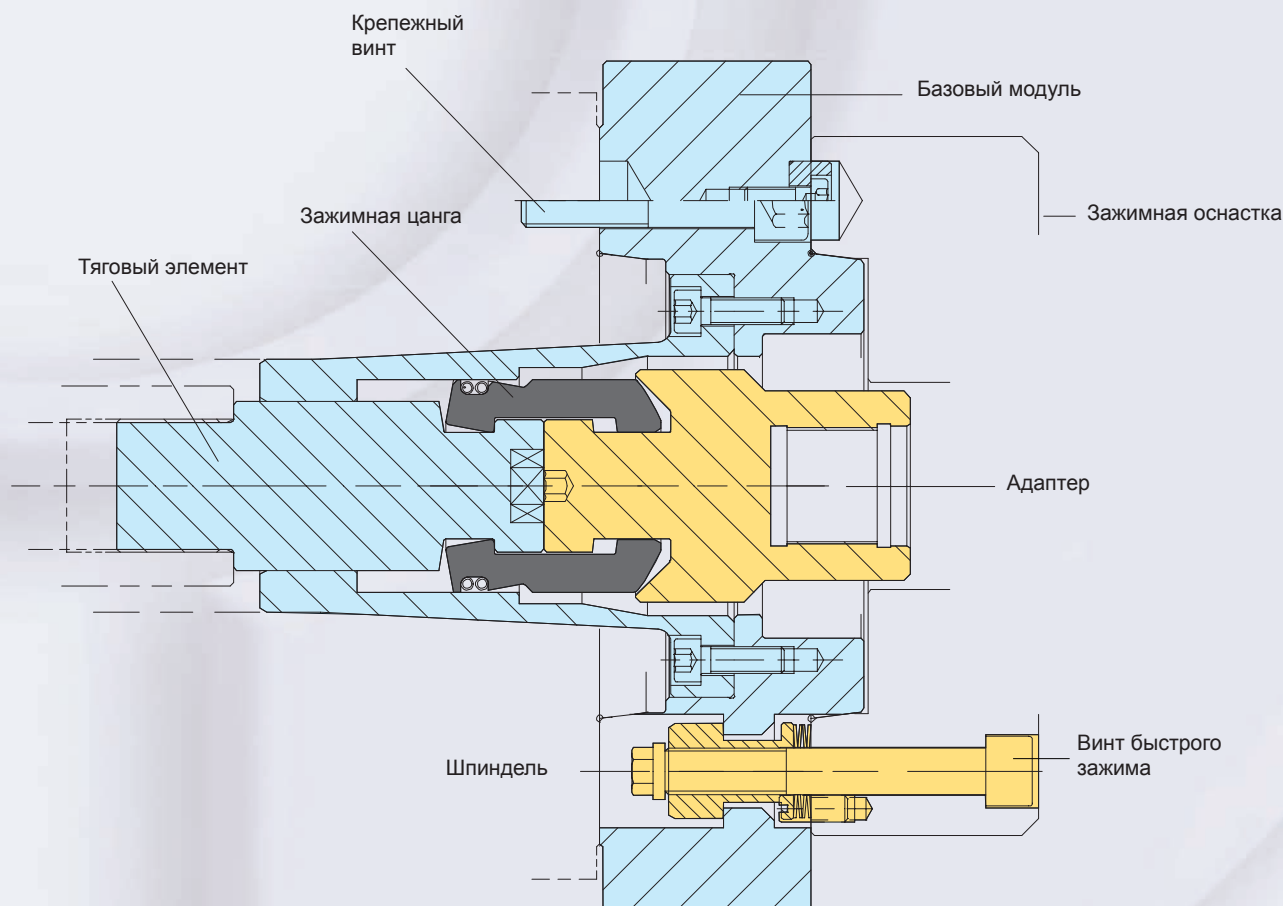 Крепежный
винт
Базовый модуль
Зажимная цанга
Зажимная оснастка
Тяговый элемент
Адаптер
Шпиндель
Винт быстрого
зажима